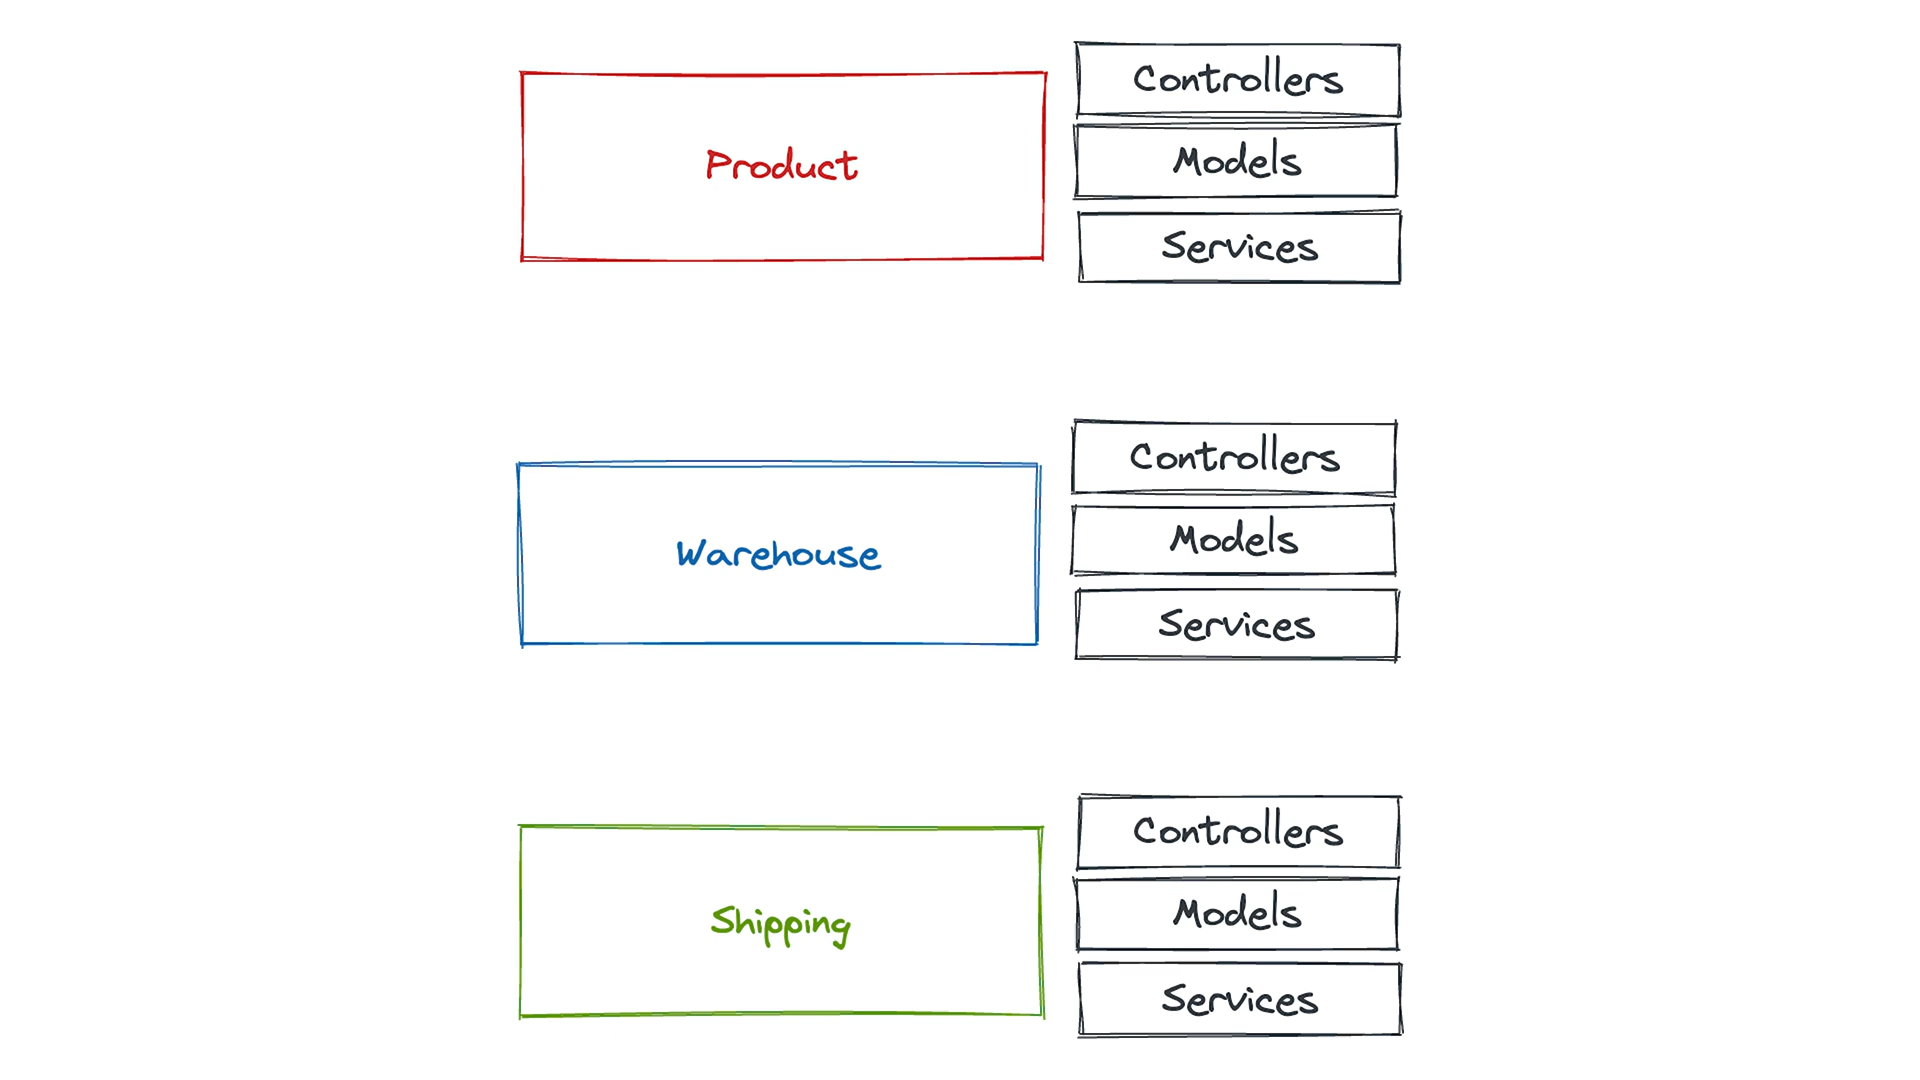 Product
Controllers
Models
Services
Warehouse
Controllers
Models
Services
Shipping
Controllers
Models
Services